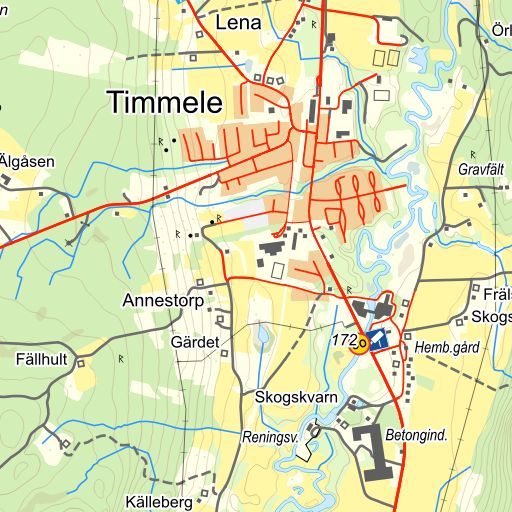 Lena
Timmele
Älgåsen
Gravfält
R
R
R
R
R
R
Annestorp
Gärdet
Fällhult
172
Hemb.gård
Skogskvarn
Reningsv.
Betongind.
Källeberg
Fräls
Skogs
Örl